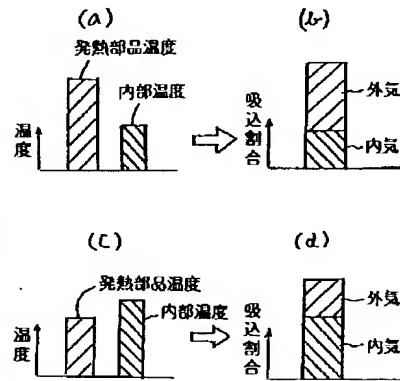 (a)
発熱部品温度
内部温度
温度
(b)
吸込割合
外気
内気
(c)
発熱部品温度
内部温度
温度
(d)
吸込割合
外気
内気